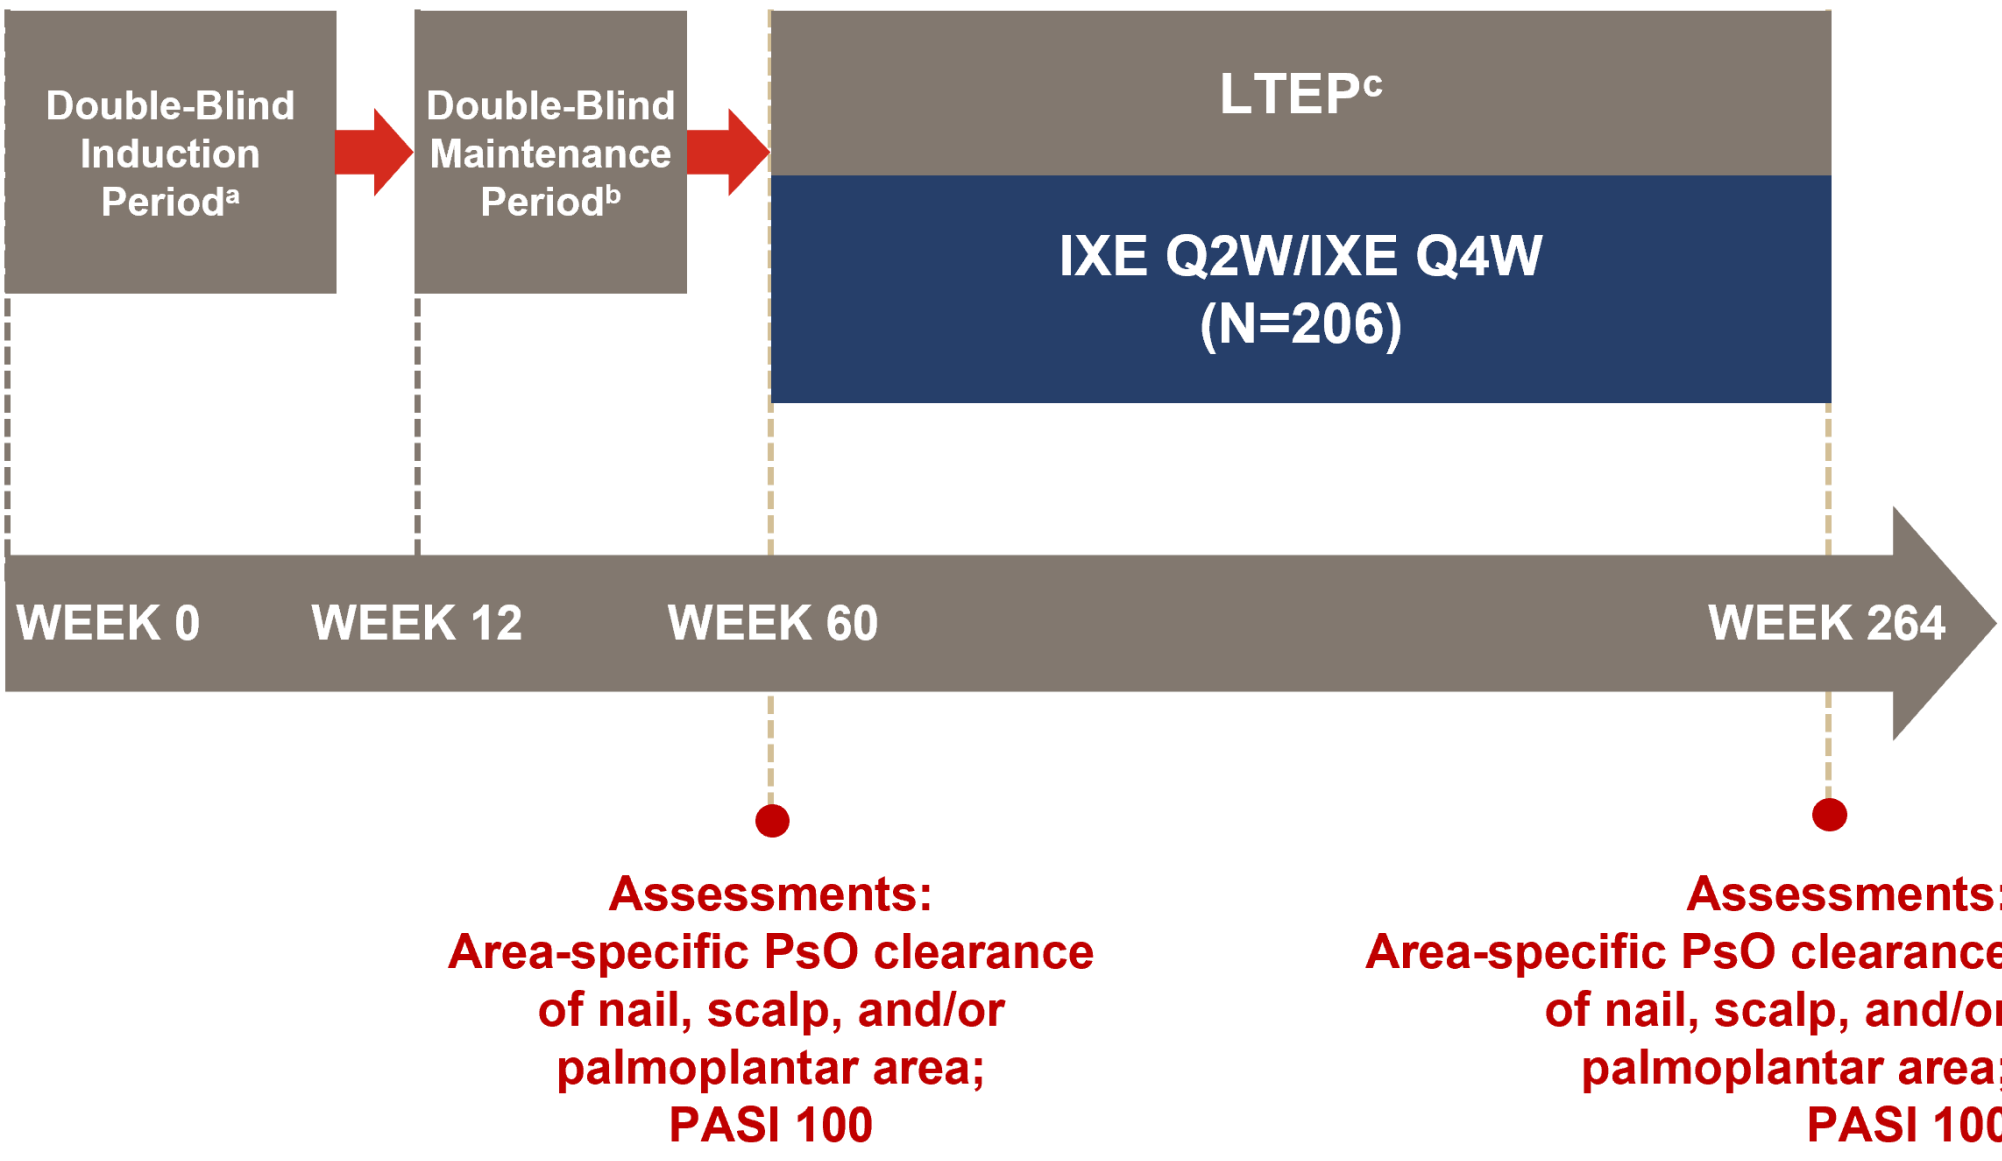 Double-Blind
Induction
Periodᵃ
Double-Blind
Maintenance
Periodᵇ
LTEPᶜ
IXE Q2W/IXE Q4W
(N=206)
WEEK 0
WEEK 12
WEEK 60
WEEK 264
Assessments:
Area-specific PsO clearance
of nail, scalp, and/or
palmoplantar area;
PASI 100
Assessments:
Area-specific PsO clearance
of nail, scalp, and/or
palmoplantar area;
PASI 100